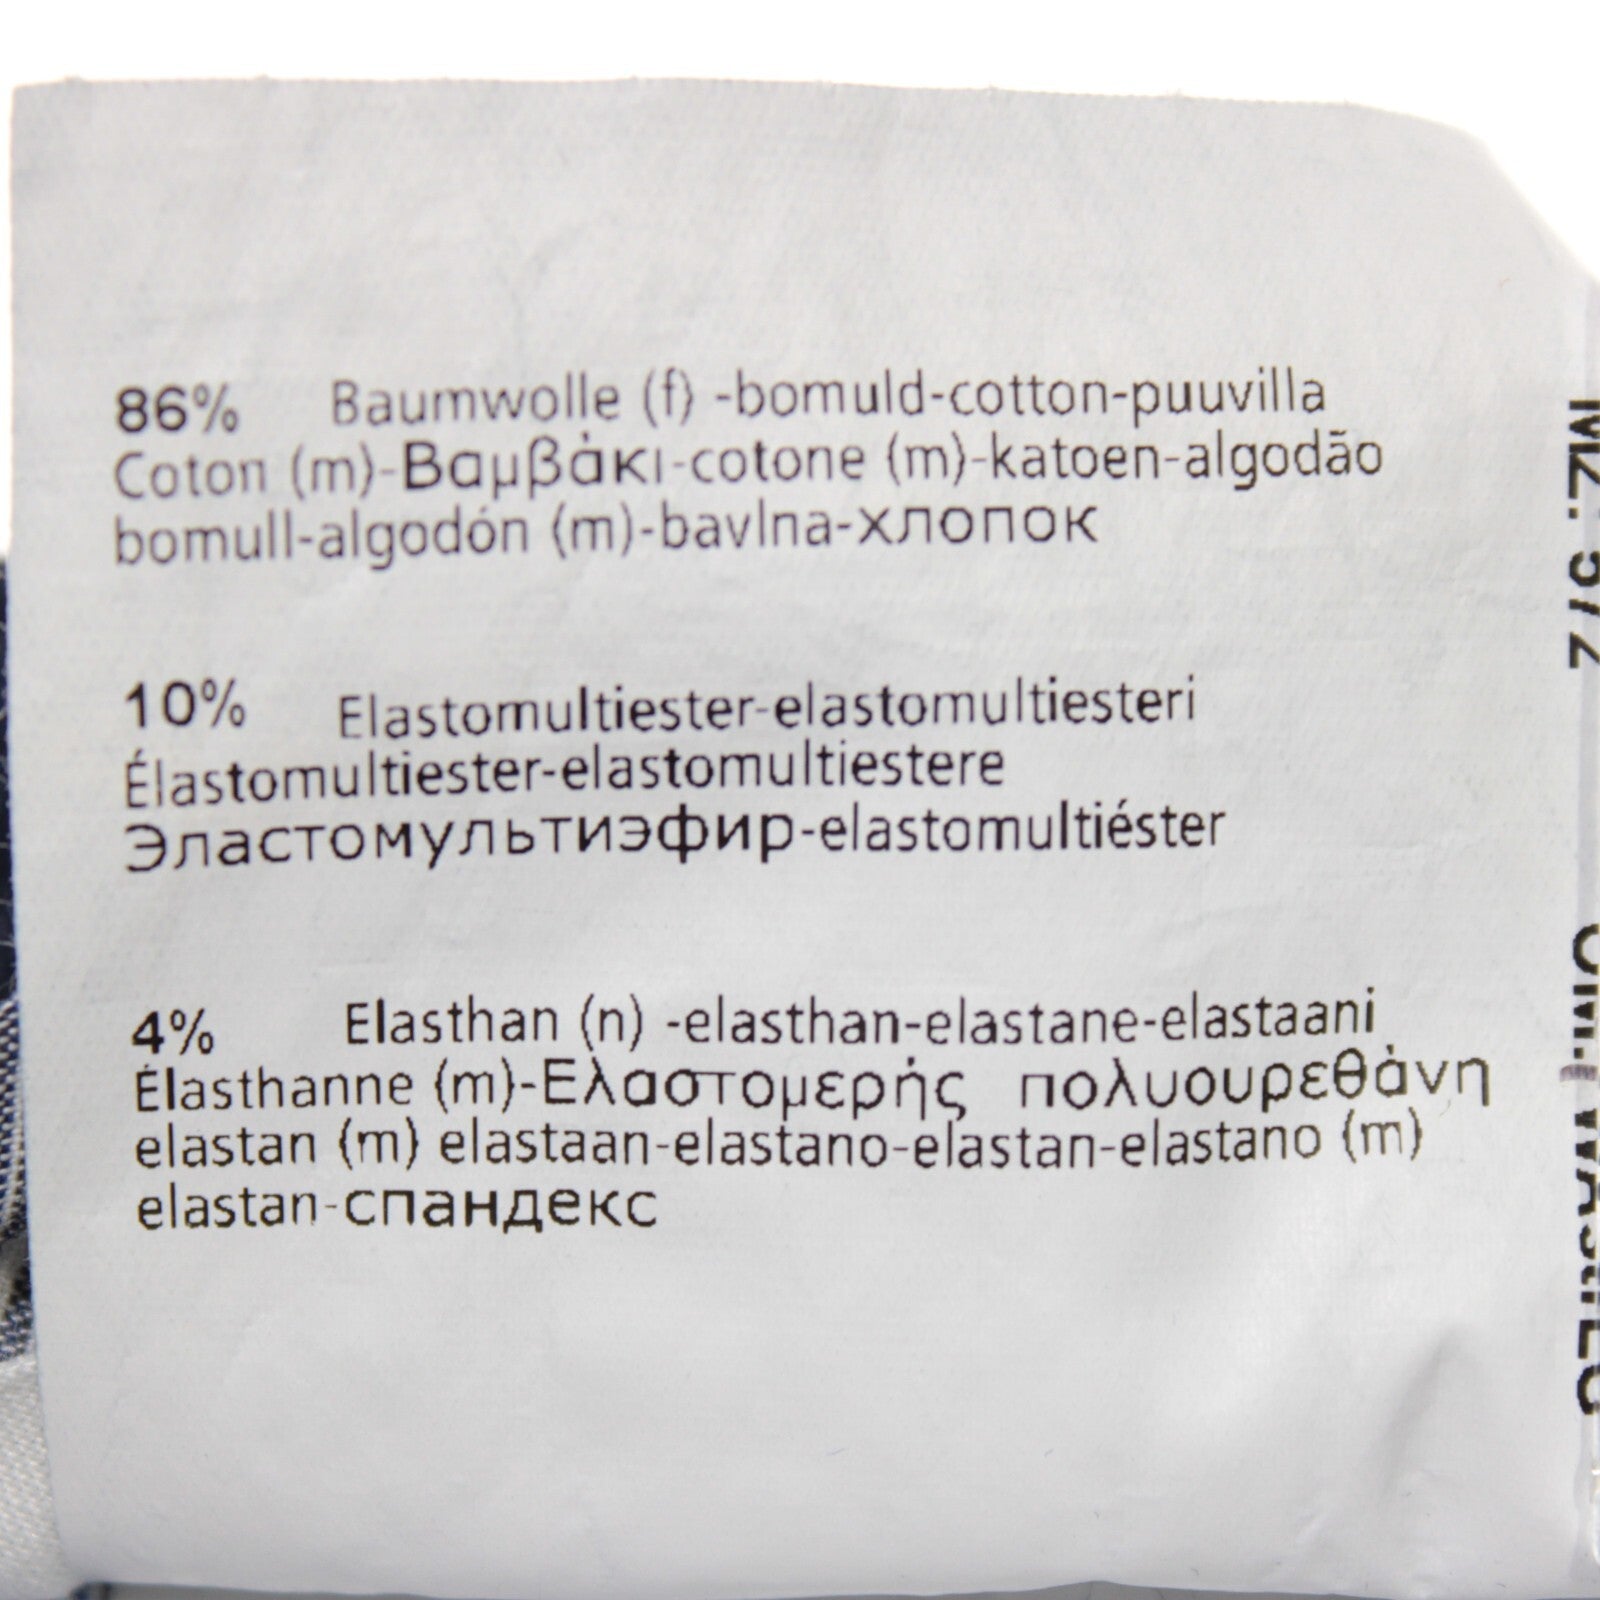 86% Baumwolle (f) -bomuld-cotton-puuvilla
Coton (m)-Βαμβάκι-cotone (m)-katoen-algodão
bomull-algodón (m)-bavlna-хлопок
10% Elastomultiester-elastomultiesteri
Élastomultiester-elastomultiestere
Эластомультиэфир-elastomultiéster
4% Elasthan (n) -elasthan-elastane-elastaani
Élasthanne (m)-Ελαστομερής πολυουρεθάνη
elastan (m) elastaan-elastano-elastan-elastano (m)
elastan-спандекс